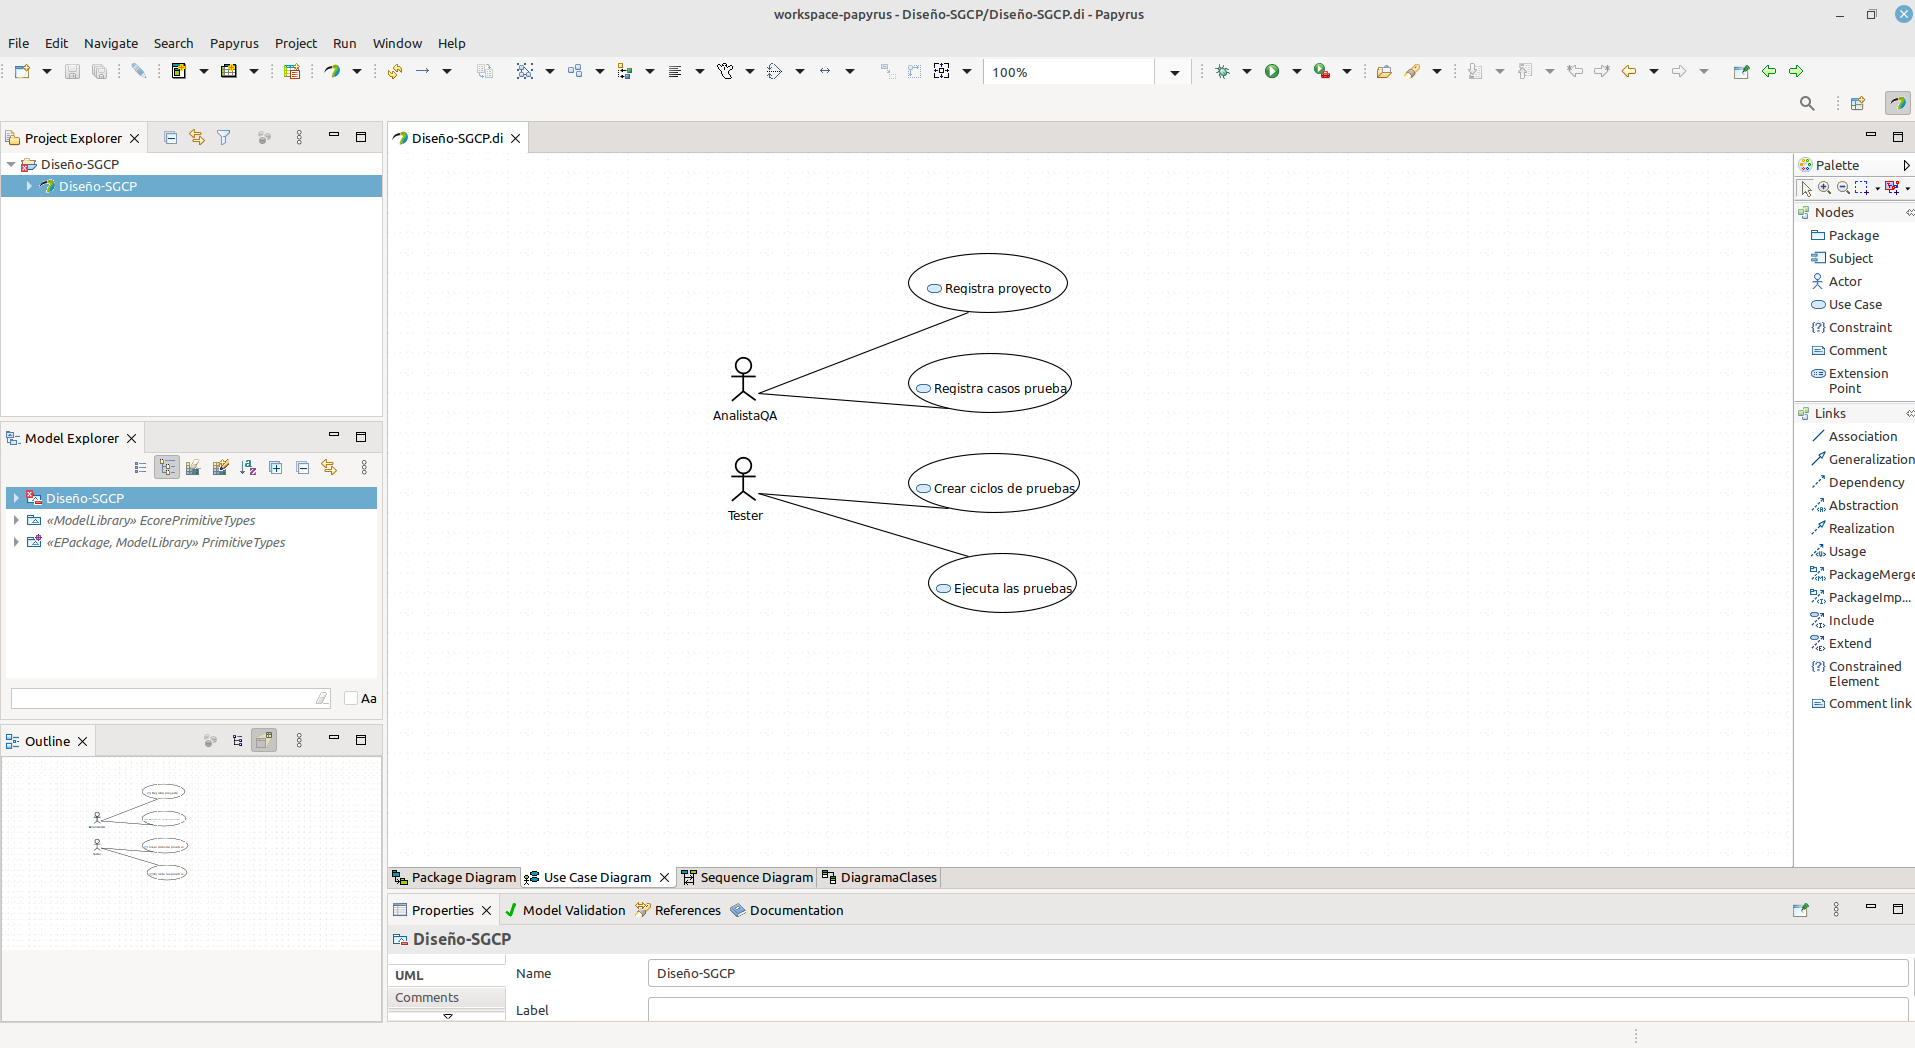 workspace-papyrus - Diseño-SGCP/Diseño-SGCP.di - Papyrus
File Edit Navigate Search Papyrus Project Run Window Help
100%
Project Explorer
Diseño-SGCP
Diseño-SGCP
Model Explorer
Diseño-SGCP
«ModelLibrary» EcorePrimitiveTypes
«EPackage, ModelLibrary» PrimitiveTypes
Aa
Outline
Diseño-SGCP.di
Registra proyecto
Registra casos prueba
AnalistaQA
Crear ciclos de pruebas
Tester
Ejecuta las pruebas
Palette
Nodes
Package
Subject
Actor
Use Case
Constraint
Comment
Extension
Point
Links
Association
Generalization
Dependency
Abstraction
Realization
Usage
PackageMerge
PackageImp...
Include
Extend
Constrained
Element
Comment link
Package Diagram Use Case Diagram Sequence Diagram DiagramaClases
Properties Model Validation References Documentation
Diseño-SGCP
UML
Comments
Name Diseño-SGCP
Label